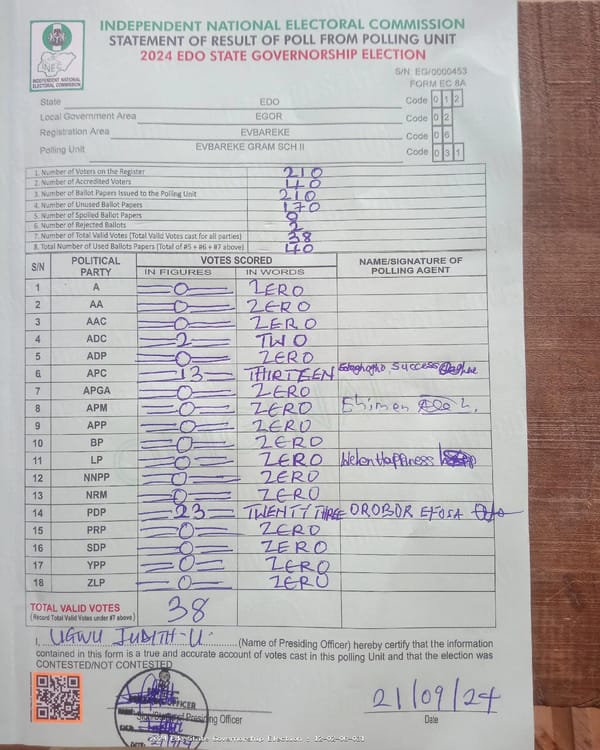 INDEPENDENT NATIONAL ELECTORAL COMMISSION
STATEMENT OF RESULT OF POLL FROM POLLING UNIT
2024 EDO STATE GOVERNORSHIP ELECTION
INDEPENDENT NATIONAL ELECTORAL COMMISSION
S/N: EG/0000453
FORM EC 8A
State EDO Code 0 1 2
Local Government Area EGOR Code 0 2
Registration Area EVBAREKE Code 0 6
Polling Unit EVBAREKE GRAM SCH II Code 0 3 1
1. Number of Voters on the Register 210
2. Number of Accredited Voters 40
3. Number of Ballot Papers Issued to the Polling Unit 210
4. Number of Unused Ballot Papers 170
5. Number of Spoiled Ballot Papers 0
6. Number of Rejected Ballots 2
7. Number of Total Valid Votes (Total Valid Votes cast for all parties) 38
8. Total Number of Used Ballots Papers (Total of #5 + #6 + #7 above) 40
S/N POLITICAL PARTY VOTES SCORED NAME/SIGNATURE OF POLLING AGENT
IN FIGURES IN WORDS
1 A 0 ZERO
2 AA 0 ZERO
3 AAC 0 ZERO
4 ADC 2 TWO
5 ADP 0 ZERO
6 APC 13 THIRTEEN Success
7 APGA 0 ZERO
8 APM 0 ZERO
9 APP 0 ZERO
10 BP 0 ZERO
11 LP 0 ZERO Helen Happiness
12 NNPP 0 ZERO
13 NRM 0 ZERO
14 PDP 23 TWENTY THREE OROBOR EFOSA
15 PRP 0 ZERO
16 SDP 0 ZERO
17 YPP 0 ZERO
18 ZLP 0 ZERO
TOTAL VALID VOTES 38
(Record Total Valid Votes under #7 above)
I, UGWU JUDITH-U. (Name of Presiding Officer) hereby certify that the information
contained in this form is a true and accurate account of votes cast in this polling Unit and that the election was
CONTESTED/NOT CONTESTED
OFFICER
Presiding Officer
21/09/24
Date
2024 Edo State Governorship Election - 12-02-06-031